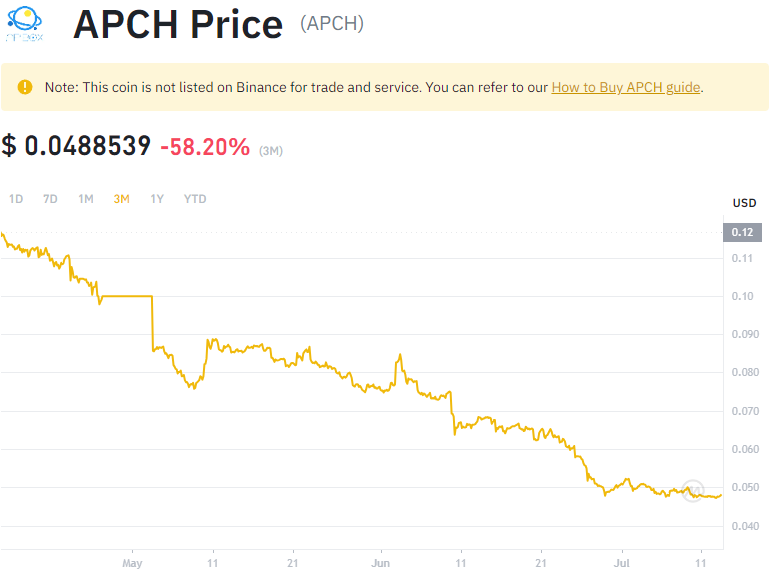 APCH Price (APCH)
Note: This coin is not listed on Binance for trade and service. You can refer to our How to Buy APCH guide.
$ 0.0488539 -58.20% (3M)
1D 7D 1M 3M 1Y YTD
USD
0.12
0.11
0.10
0.090
0.080
0.070
0.060
0.050
0.040
May 11 21 Jun 11 21 Jul 11